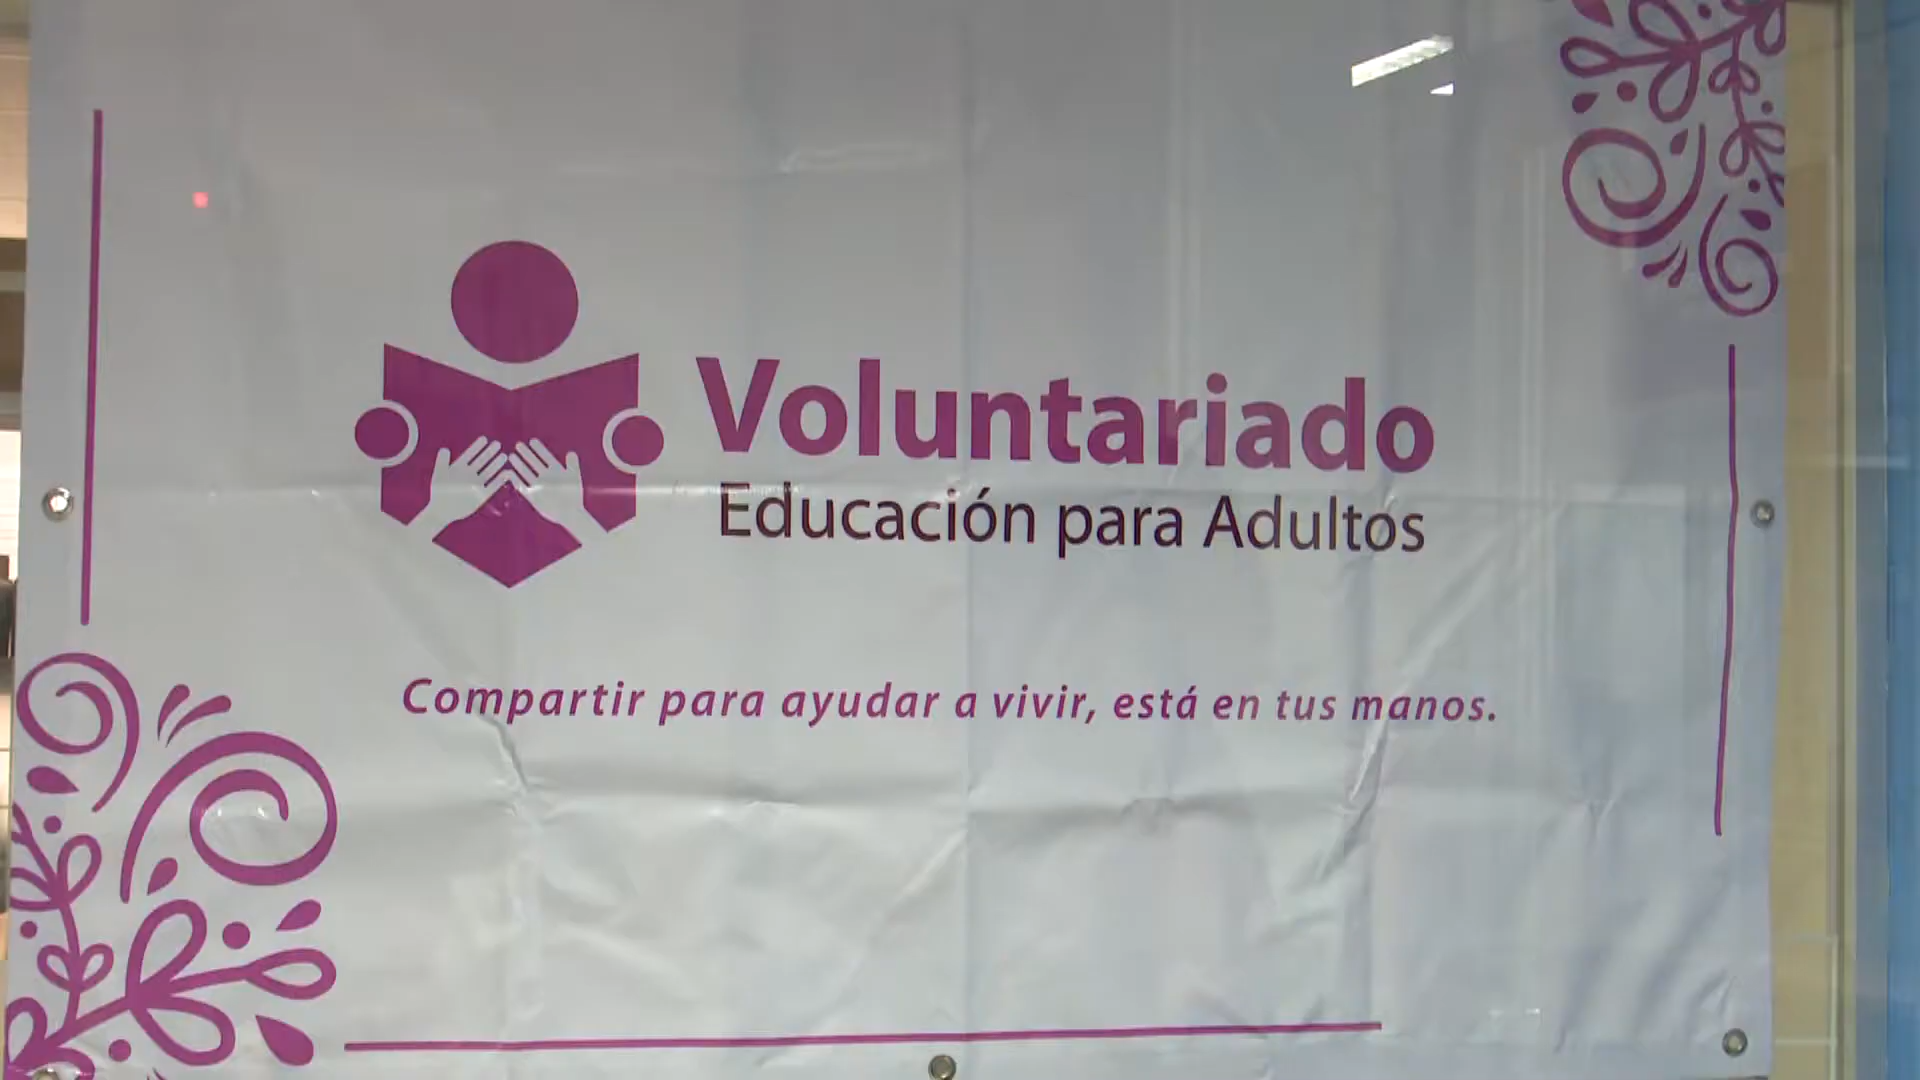 Voluntariado
Educación para Adultos
Compartir para ayudar a vivir, está en tus manos.